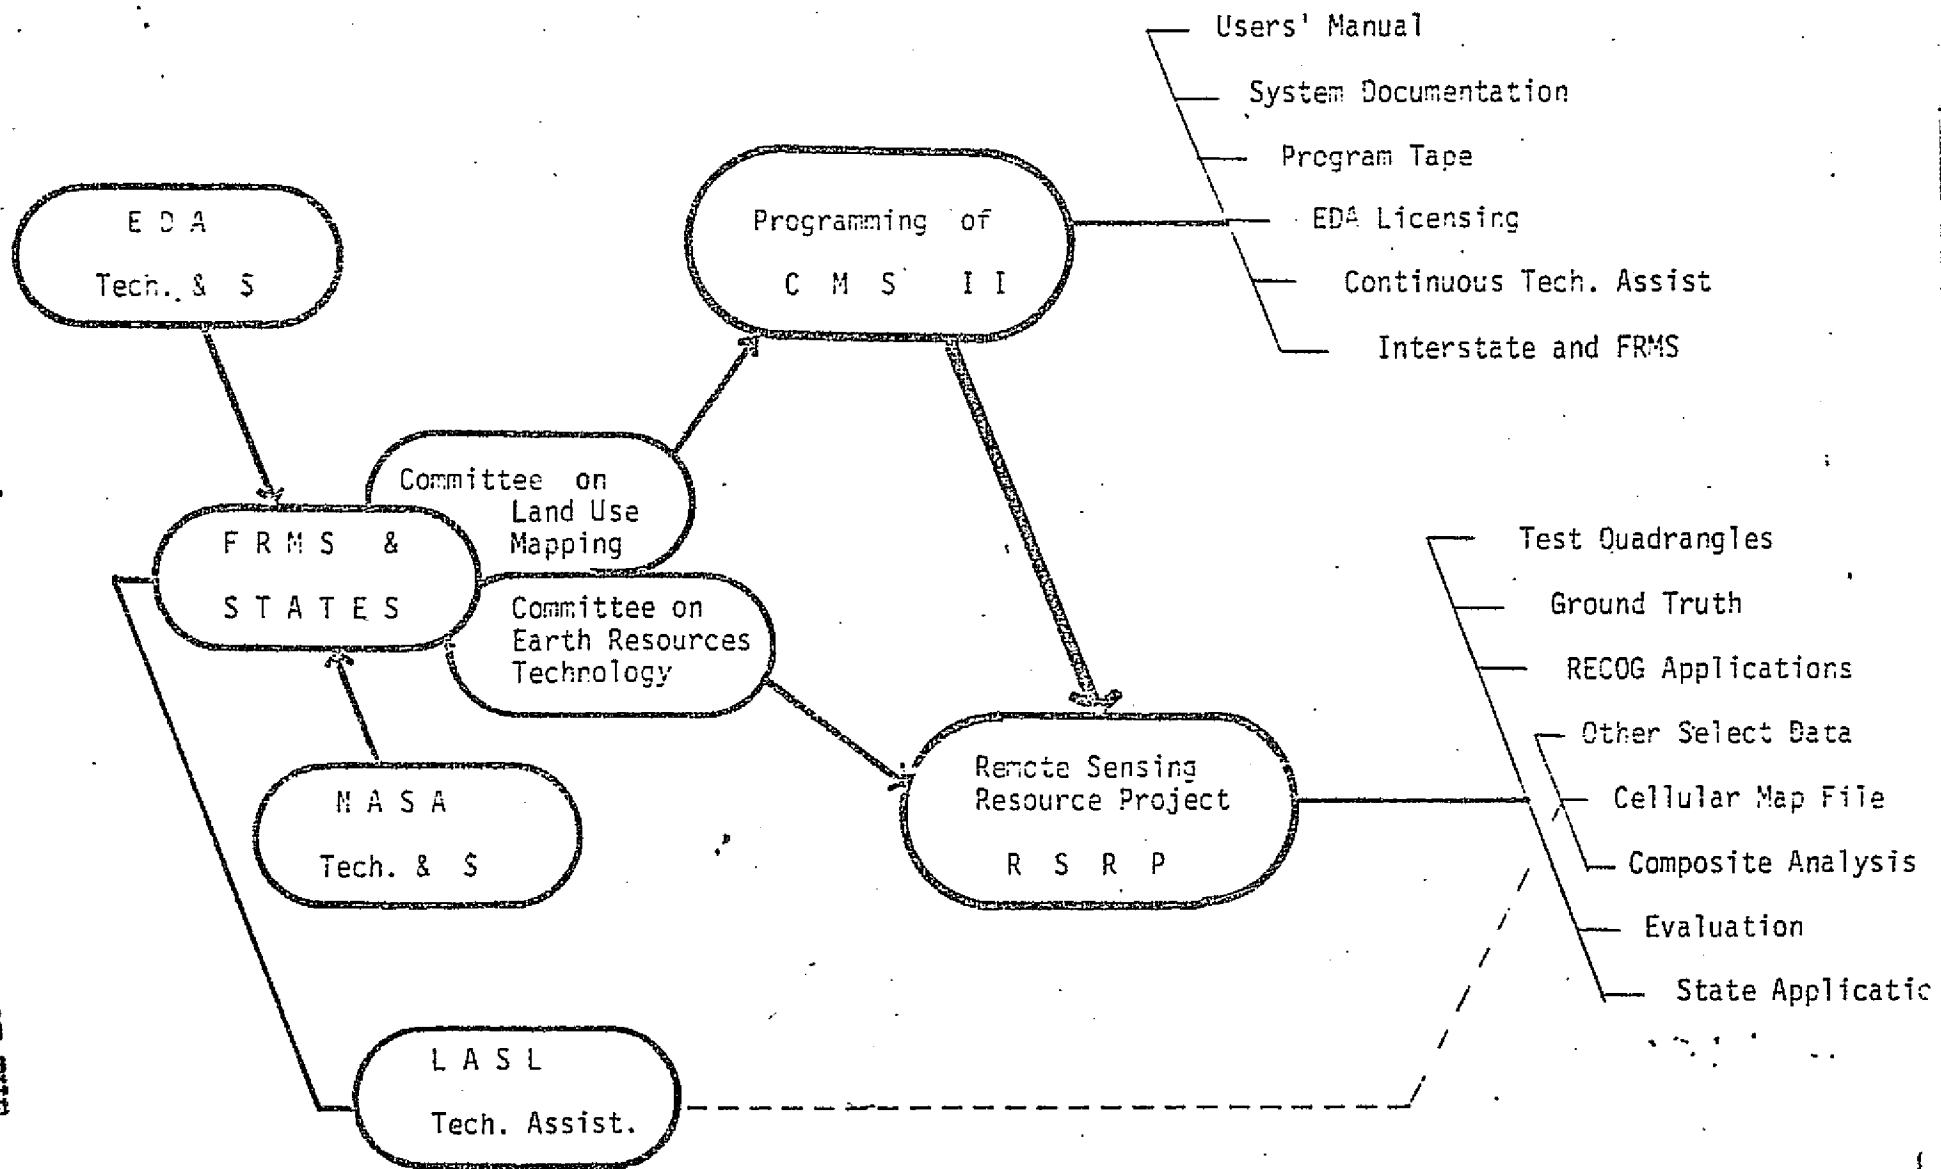 Users' Manual
System Documentation
Program Tape
EDA Licensing
Continuous Tech. Assist
Interstate and FRMS
E D A
Tech. & $
Programming of
C M S I I
Committee on
Land Use
Mapping
F R M S &
S T A T E S
Committee on
Earth Resources
Technology
N A S A
Tech. & $
Remote Sensing
Resource Project
R S R P
Test Quadrangles
Ground Truth
RECOG Applications
Other Select Data
Cellular Map File
Composite Analysis
Evaluation
State Applicatic
L A S L
Tech. Assist.